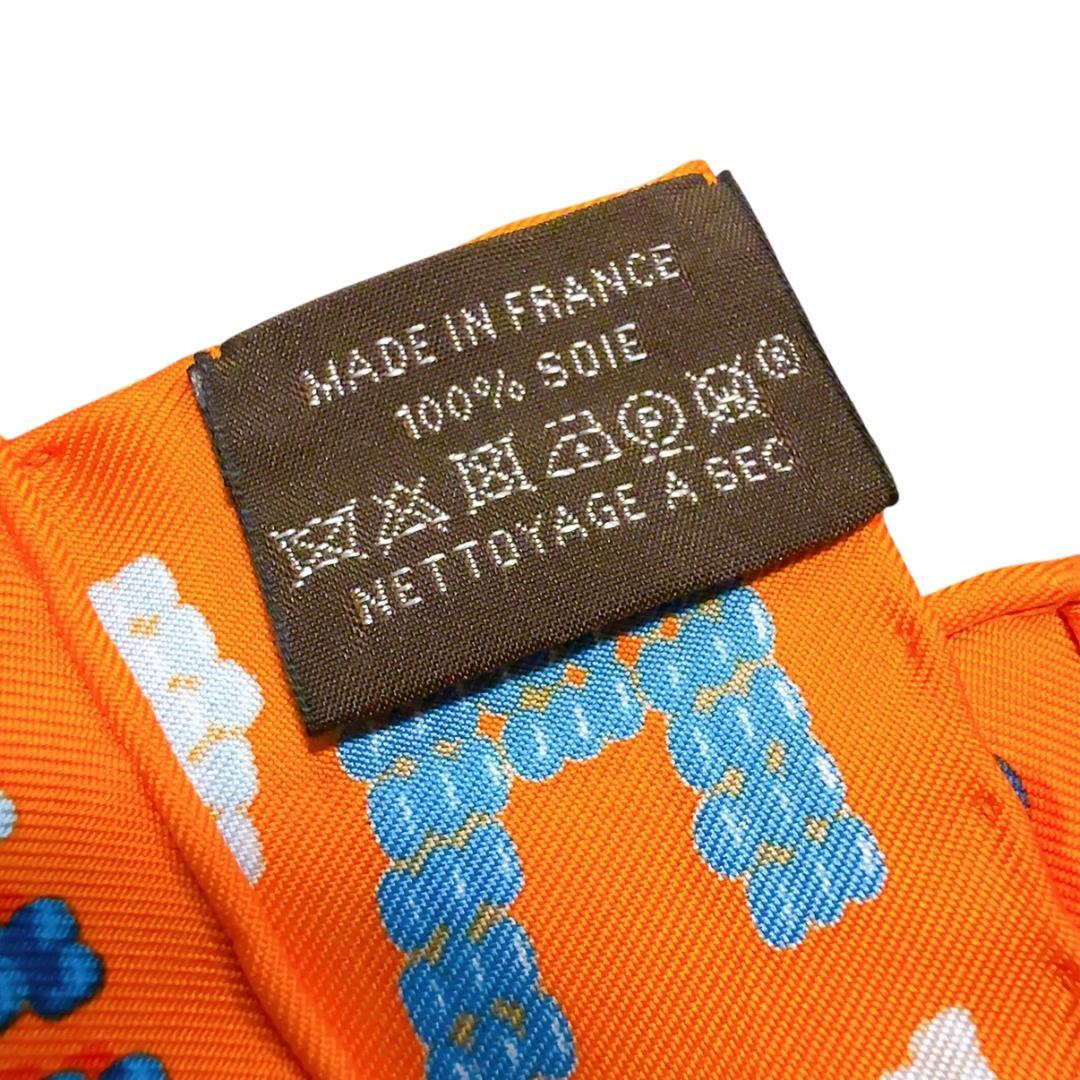 MADE IN FRANCE
100% SOIE
P W R
NETTOYAGE À SEC